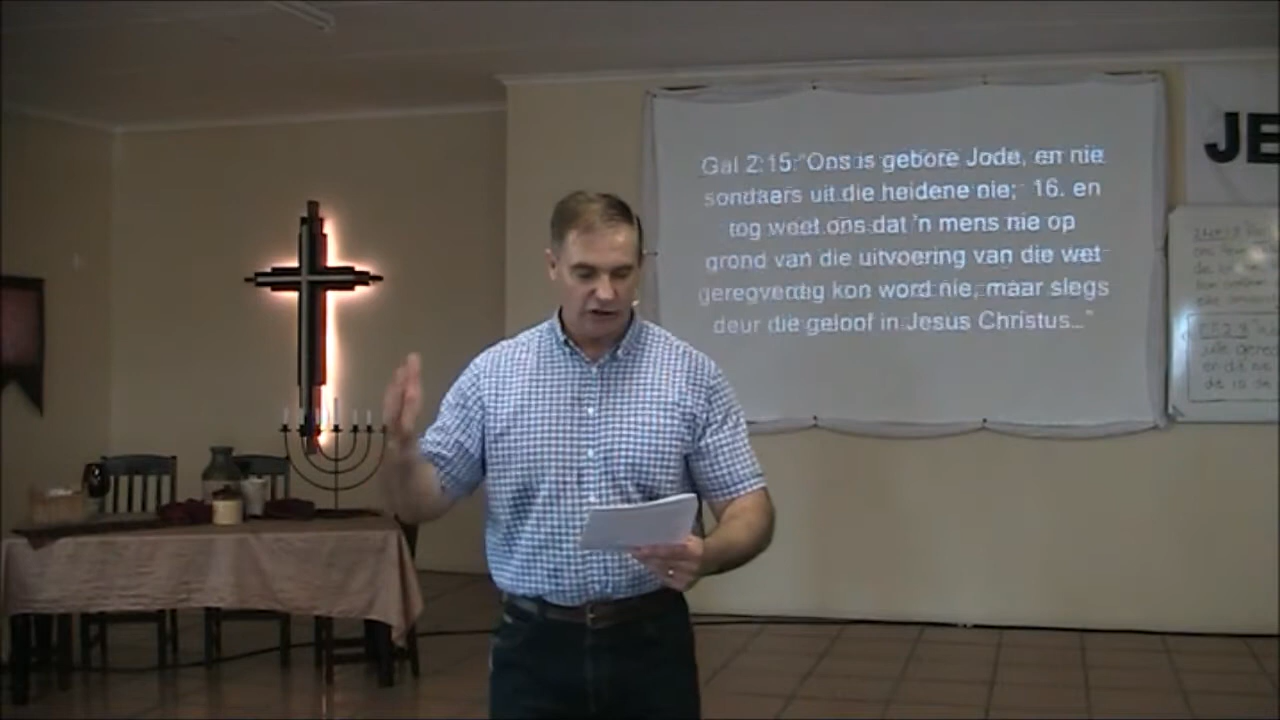 Gal 2:15:"Ons is gebore Jode, en nie
sondaers uit die heidene nie; 16. en
tog weet ons dat 'n mens nie op
grond van die uitvoering van die wet
geregverdig kon word nie, maar slegs
deur die geloof in Jesus Christus..."
JE